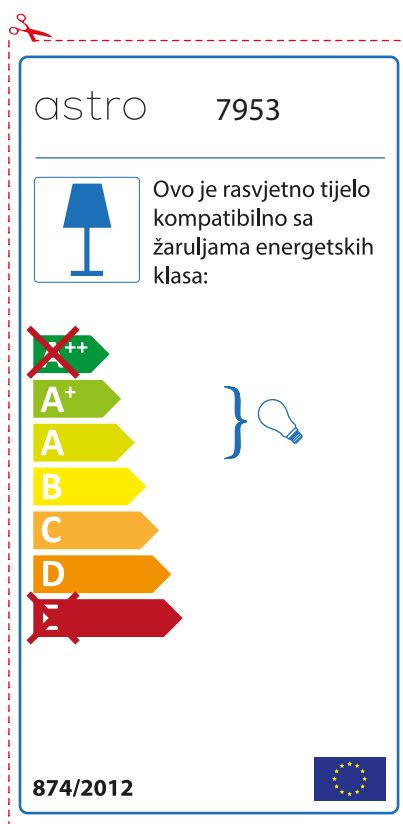 astro 7953
Ovo je rasvjetno tijelo
kompatibilno sa
žaruljama energetskih
klasa:
A++
A+
A
B
C
D
E
874/2012